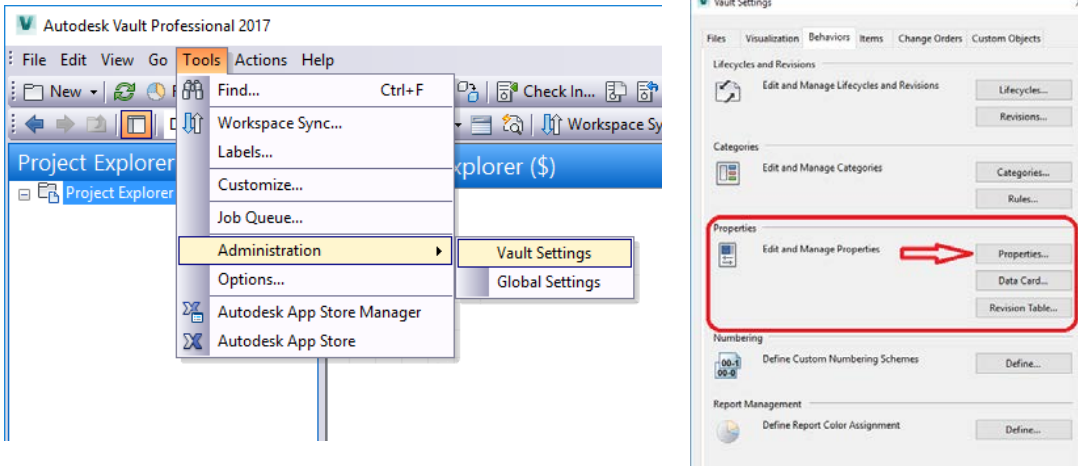 Autodesk Vault Professional 2017
File Edit View Go Tools Actions Help
New Check In...
Workspace Sy
Project Explorer xplorer ($)
Project Explorer
Find... Ctrl+F
Workspace Sync...
Labels...
Customize...
Job Queue...
Administration
Options...
Autodesk App Store Manager
Autodesk App Store
Vault Settings
Global Settings
Vault Settings
Files Visualization Behaviors Items Change Orders Custom Objects
Lifecycles and Revisions
Edit and Manage Lifecycles and Revisions Lifecycles...
Revisions...
Categories
Edit and Manage Categories Categories...
Rules...
Properties
Edit and Manage Properties Properties...
Data Card...
Revision Table...
Numbering
00-1
00-0
Define Custom Numbering Schemes Define...
Report Management
Define Report Color Assignment Define...